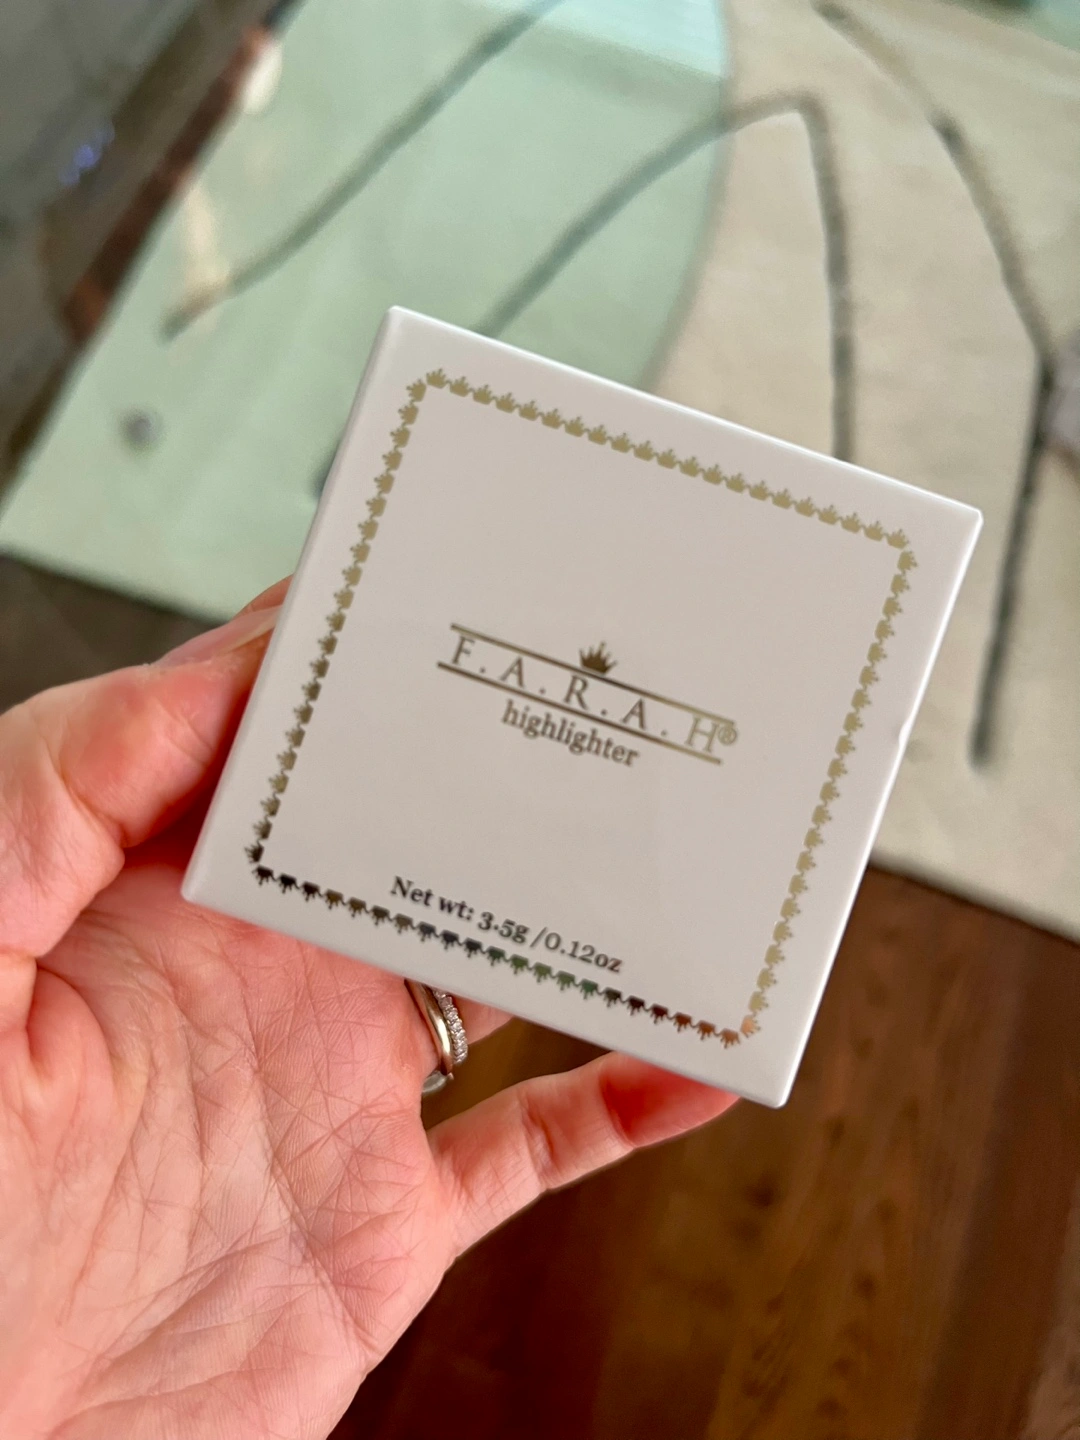 F.A.R.A.H®
highlighter
Net wt: 3.5g /0.12oz